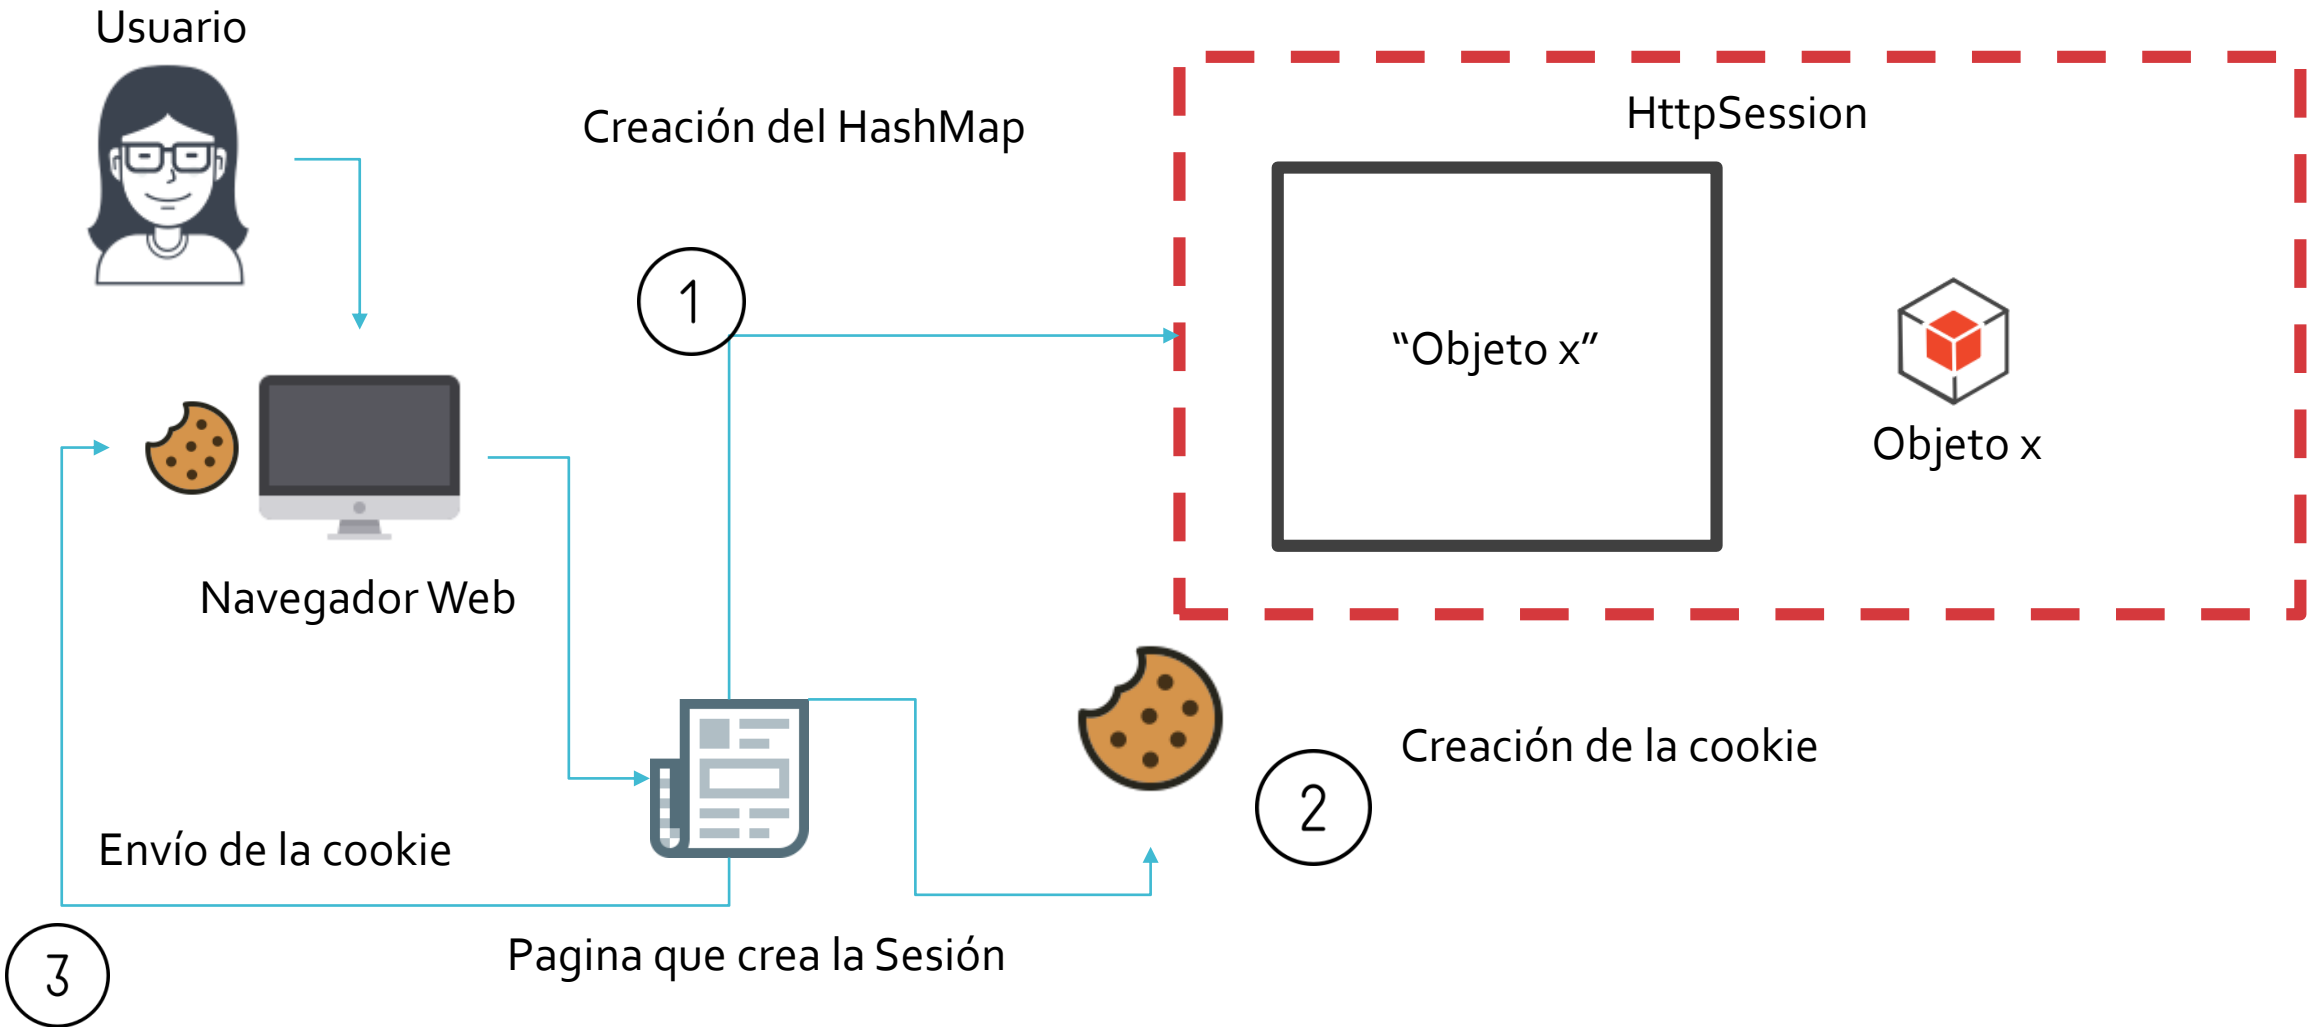 Usuario
Creación del HashMap
HttpSession
1
“Objeto x”
Objeto x
Navegador Web
Creación de la cookie
2
Envío de la cookie
Pagina que crea la Sesión
3